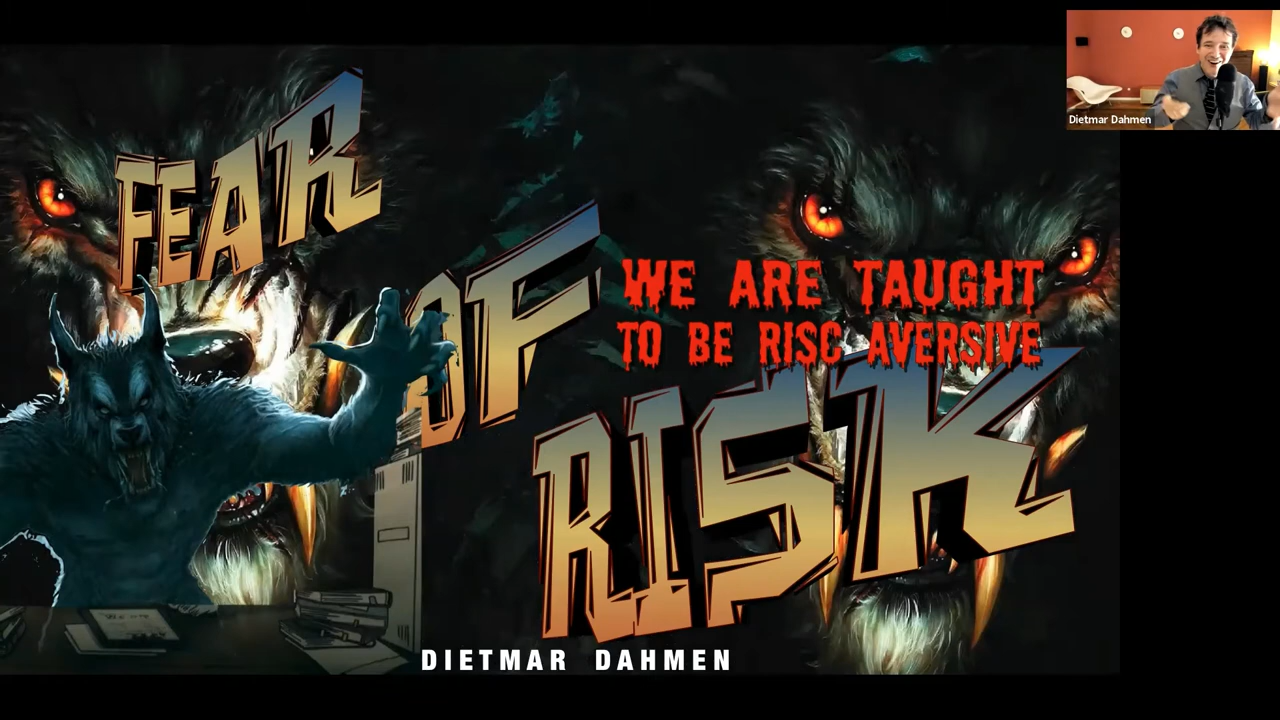 Dietmar Dahmen
FEAR
OF
RISK
WE ARE TAUGHT
TO BE RISC AVERSIVE
DIETMAR DAHMEN